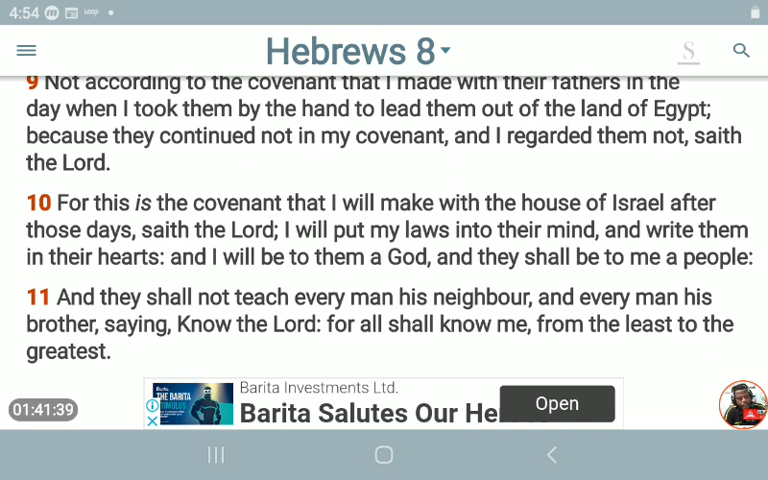 4:54
Hebrews 8
S
9 Not according to the covenant that I made with their fathers in the
day when I took them by the hand to lead them out of the land of Egypt;
because they continued not in my covenant, and I regarded them not, saith
the Lord.
10 For this is the covenant that I will make with the house of Israel after
those days, saith the Lord; I will put my laws into their mind, and write them
in their hearts: and I will be to them a God, and they shall be to me a people:
11 And they shall not teach every man his neighbour, and every man his
brother, saying, Know the Lord: for all shall know me, from the least to the
greatest.
THE BARITA
Barita Investments Ltd.
Barita Salutes Our He
Open
01:41:39